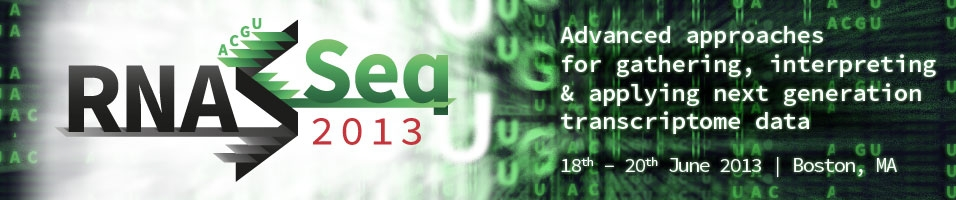 ACGU
RNA Seq
2013
Advanced approaches
for gathering, interpreting
& applying next generation
transcriptome data
18th – 20th June 2013 | Boston, MA